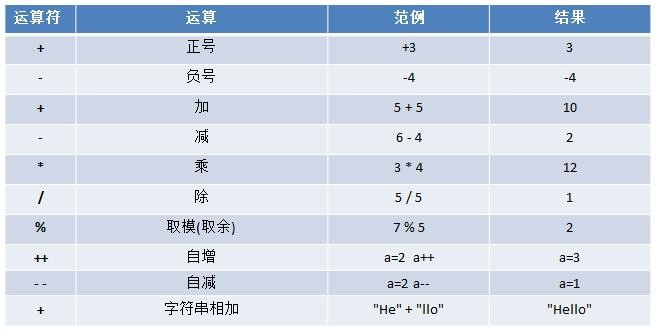 运算符 运算 范例 结果
+ 正号 +3 3
- 负号 -4 -4
+ 加 5 + 5 10
- 减 6 - 4 2
* 乘 3 * 4 12
/ 除 5 / 5 1
% 取模(取余) 7 % 5 2
++ 自增 a=2 a++ a=3
- - 自减 a=2 a-- a=1
+ 字符串相加 "He" + "llo" "Hello"